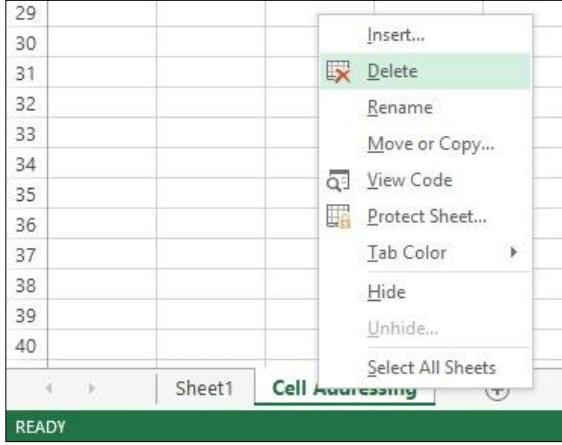 29
30
31
32
33
34
35
36
37
38
39
40
Insert...
Delete
Rename
Move or Copy...
View Code
Protect Sheet...
Tab Color
Hide
Unhide...
Select All Sheets
Sheet1 Cell Addressing
READY